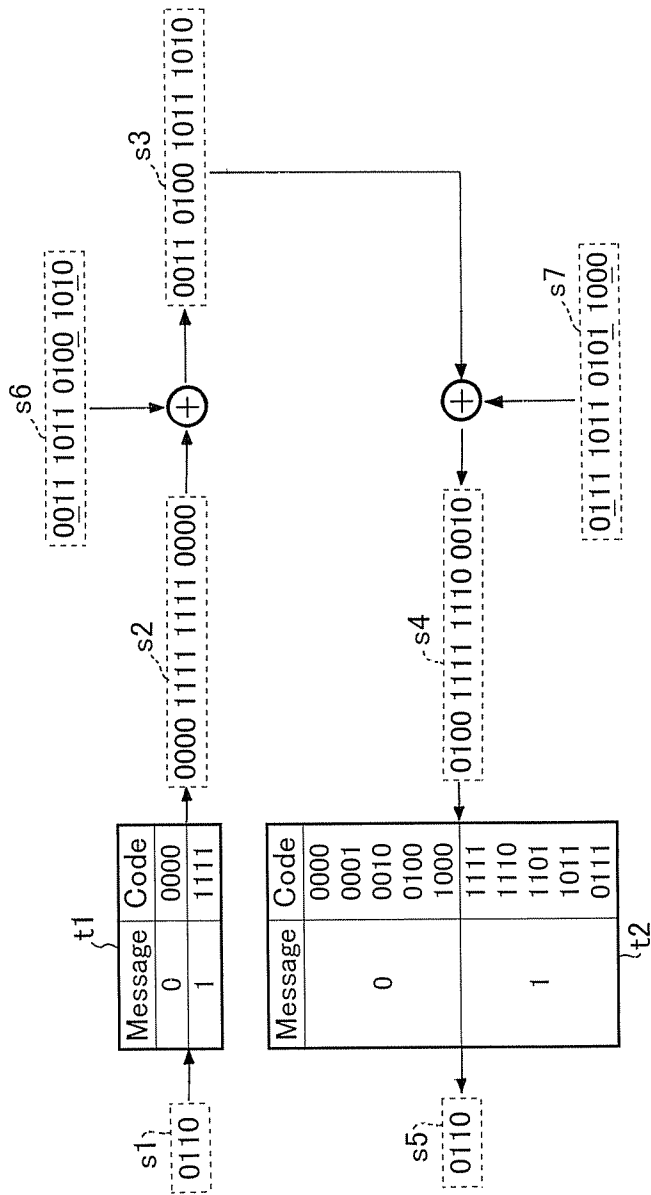 s6
0011 1011 0100 1010
t1
s1
s2
s3
Message Code
0 0000
1 1111
0110
0000 1111 1111 0000
0011 0100 1011 1010
+
s5
s4
s7
Message Code
0000
0001
0 0010
0100
1000
1111
1110
1 1101
1011
0111
0110
0100 1111 1110 0010
+
0111 1011 0101 1000
t2